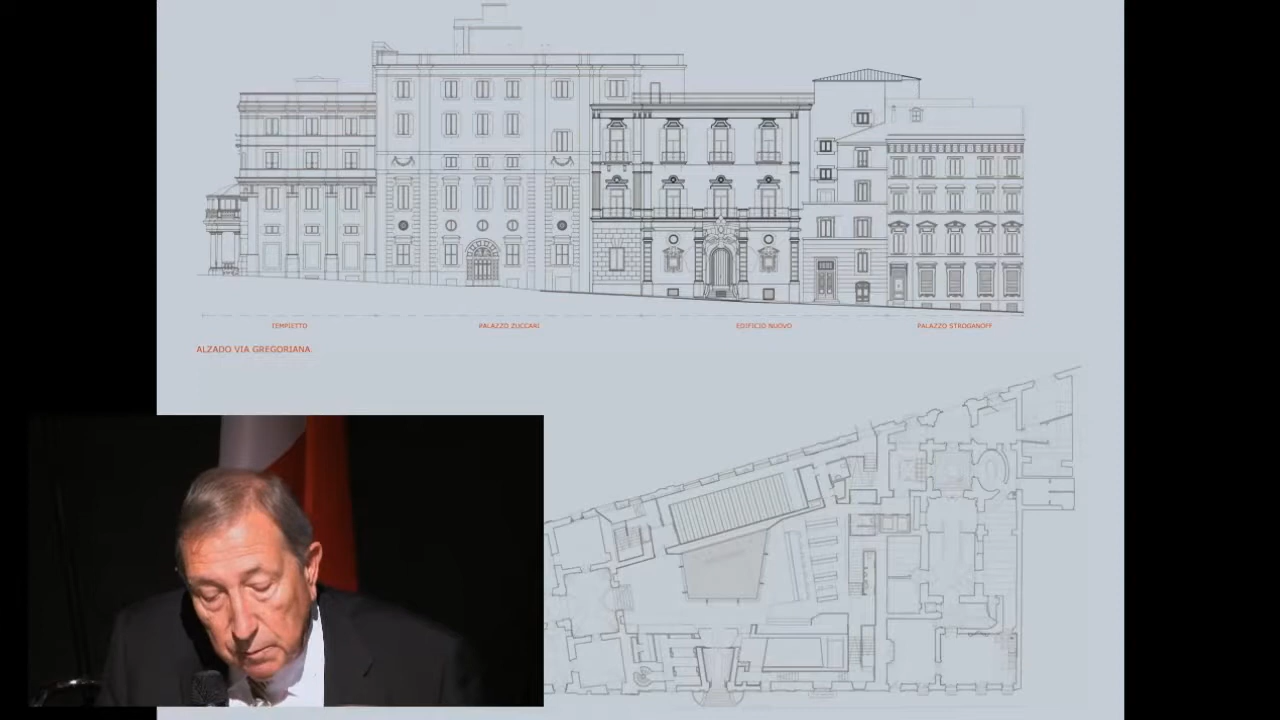 TEMPIETTO
PALAZZO ZUCCARI
EDIFICIO NUOVO
PALAZZO STROGANOFF
ALZADO VIA GREGORIANA